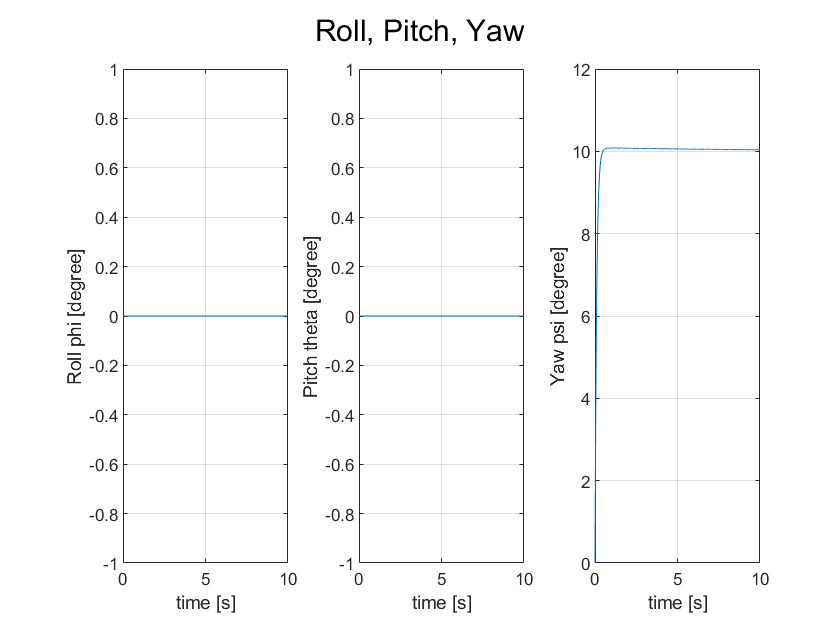 Roll, Pitch, Yaw
Roll phi [degree]
1
0.8
0.6
0.4
0.2
0
-0.2
-0.4
-0.6
-0.8
-1
0 5 10
time [s]
Pitch theta [degree]
1
0.8
0.6
0.4
0.2
0
-0.2
-0.4
-0.6
-0.8
-1
0 5 10
time [s]
Yaw psi [degree]
12
10
8
6
4
2
0
0 5 10
time [s]